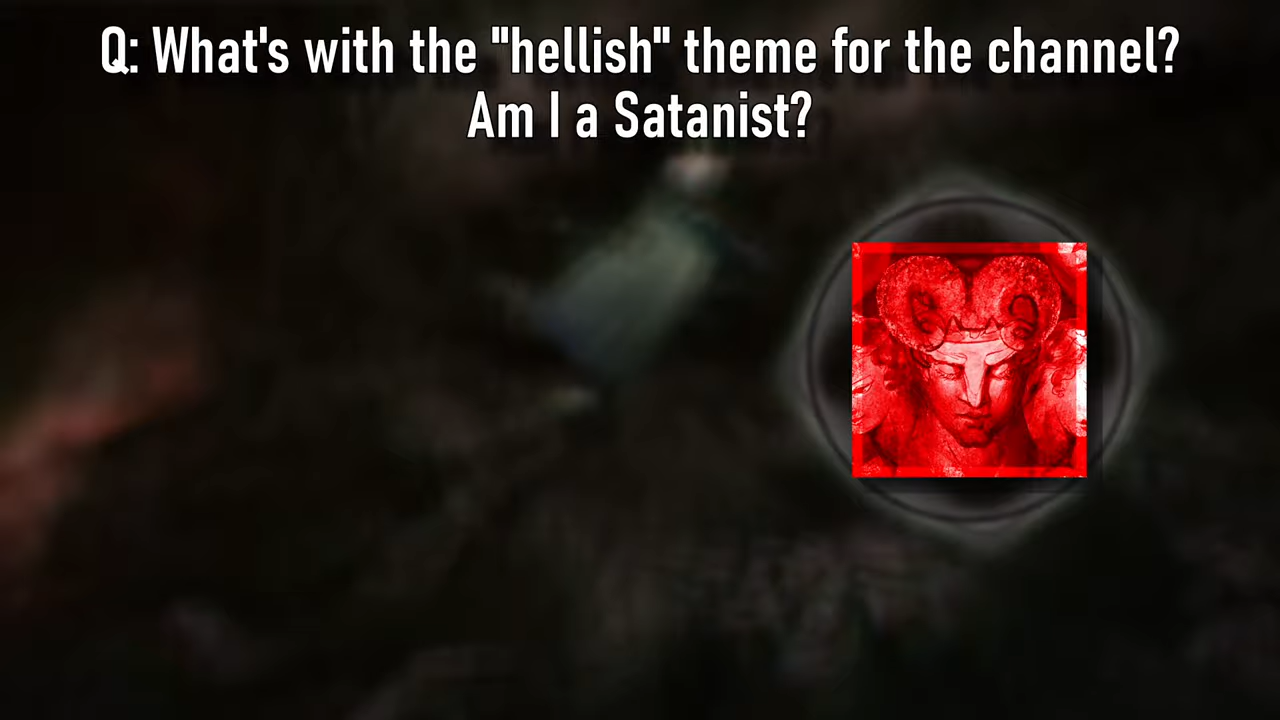 Q: What's with the "hellish" theme for the channel?
Am I a Satanist?